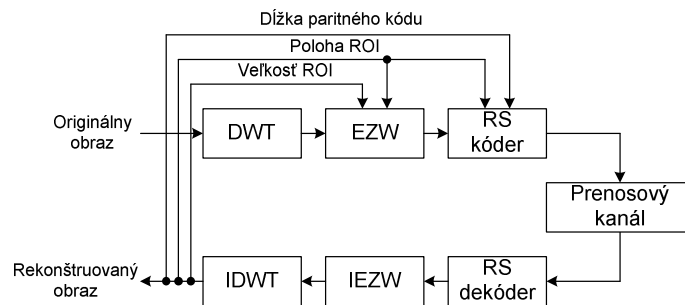 Dĺžka paritného kódu
Poloha ROI
Veľkosť ROI
Originálny
obraz
DWT
EZW
RS
kóder
Prenosový
kanál
Rekonštruovaný
obraz
IDWT
IEZW
RS
dekóder